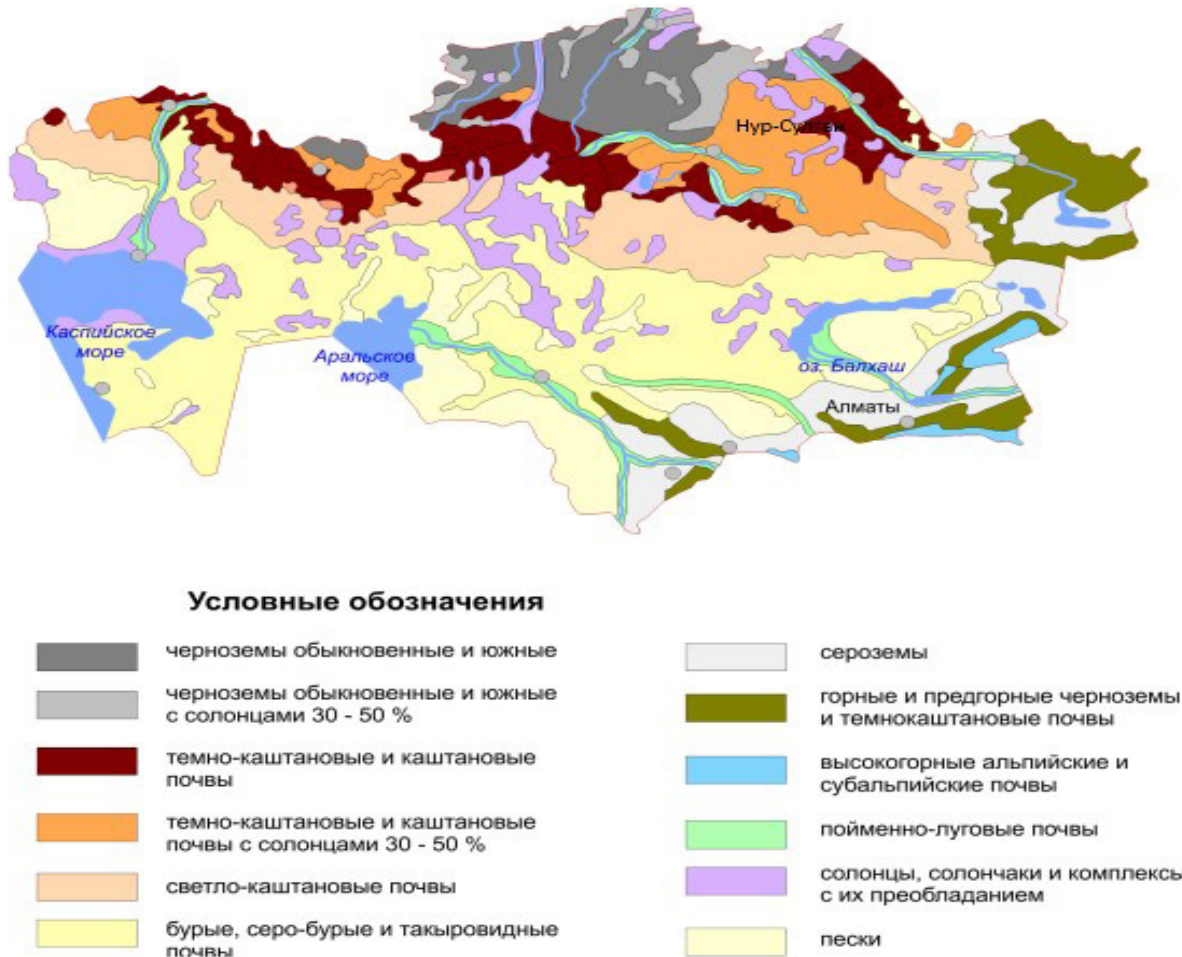 Нур-Султан
Каспийское
море
Аральское
море
оз. Балхаш
Алматы
Условные обозначения
черноземы обыкновенные и южные
черноземы обыкновенные и южные
с солонцами 30 - 50 %
темно-каштановые и каштановые
почвы
темно-каштановые и каштановые
почвы с солонцами 30 - 50 %
светло-каштановые почвы
бурые, серо-бурые и такыровидные
почвы
сероземы
горные и предгорные черноземы
и темнокаштановые почвы
высокогорные альпийские и
субальпийские почвы
пойменно-луговые почвы
солонцы, солончаки и комплексы
с их преобладанием
пески